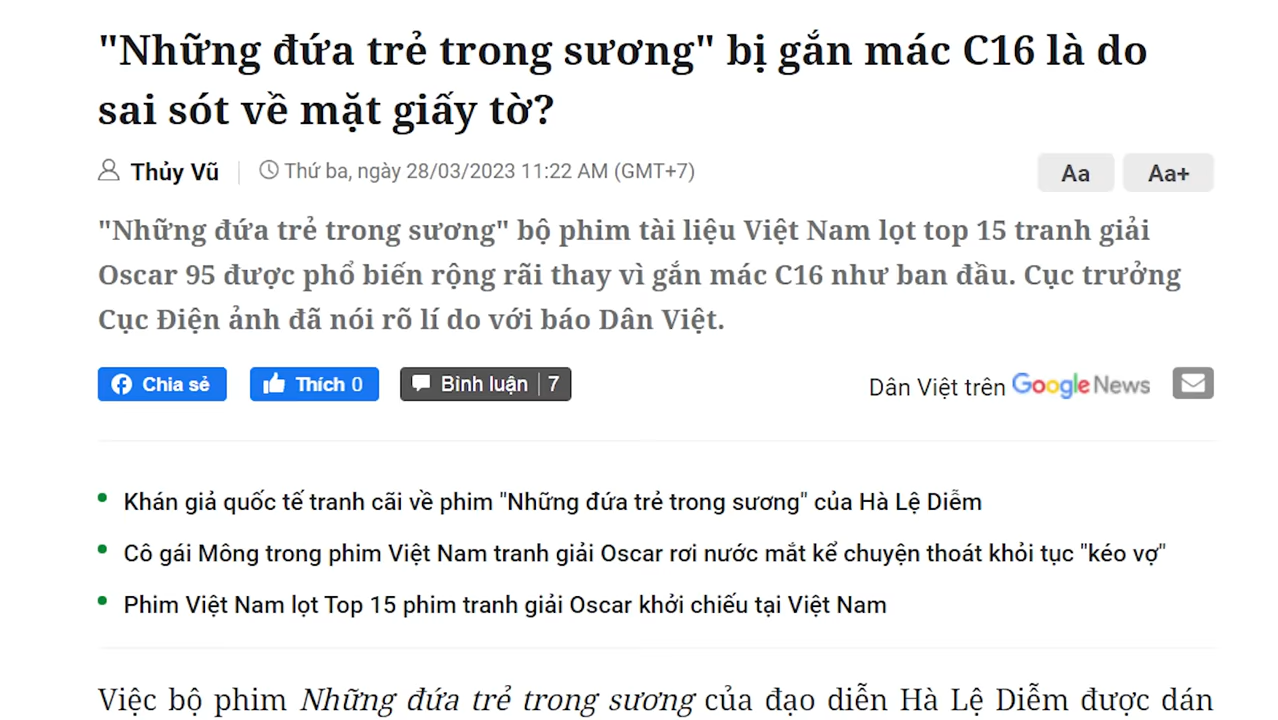 "Những đứa trẻ trong sương" bị gắn mác C16 là do
sai sót về mặt giấy tờ?
Thủy Vũ
Thứ ba, ngày 28/03/2023 11:22 AM (GMT+7)
Aa
Aa+
"Những đứa trẻ trong sương" bộ phim tài liệu Việt Nam lọt top 15 tranh giải
Oscar 95 được phổ biến rộng rãi thay vì gắn mác C16 như ban đầu. Cục trưởng
Cục Điện ảnh đã nói rõ lí do với báo Dân Việt.
Chia sẻ
Thích 0
Bình luận 7
Dân Việt trên Google News
Khán giả quốc tế tranh cãi về phim "Những đứa trẻ trong sương" của Hà Lệ Diễm
Cô gái Mông trong phim Việt Nam tranh giải Oscar rơi nước mắt kể chuyện thoát khỏi tục "kéo vợ"
Phim Việt Nam lọt Top 15 phim tranh giải Oscar khởi chiếu tại Việt Nam
Việc bộ phim Những đứa trẻ trong sương của đạo diễn Hà Lệ Diễm được dán